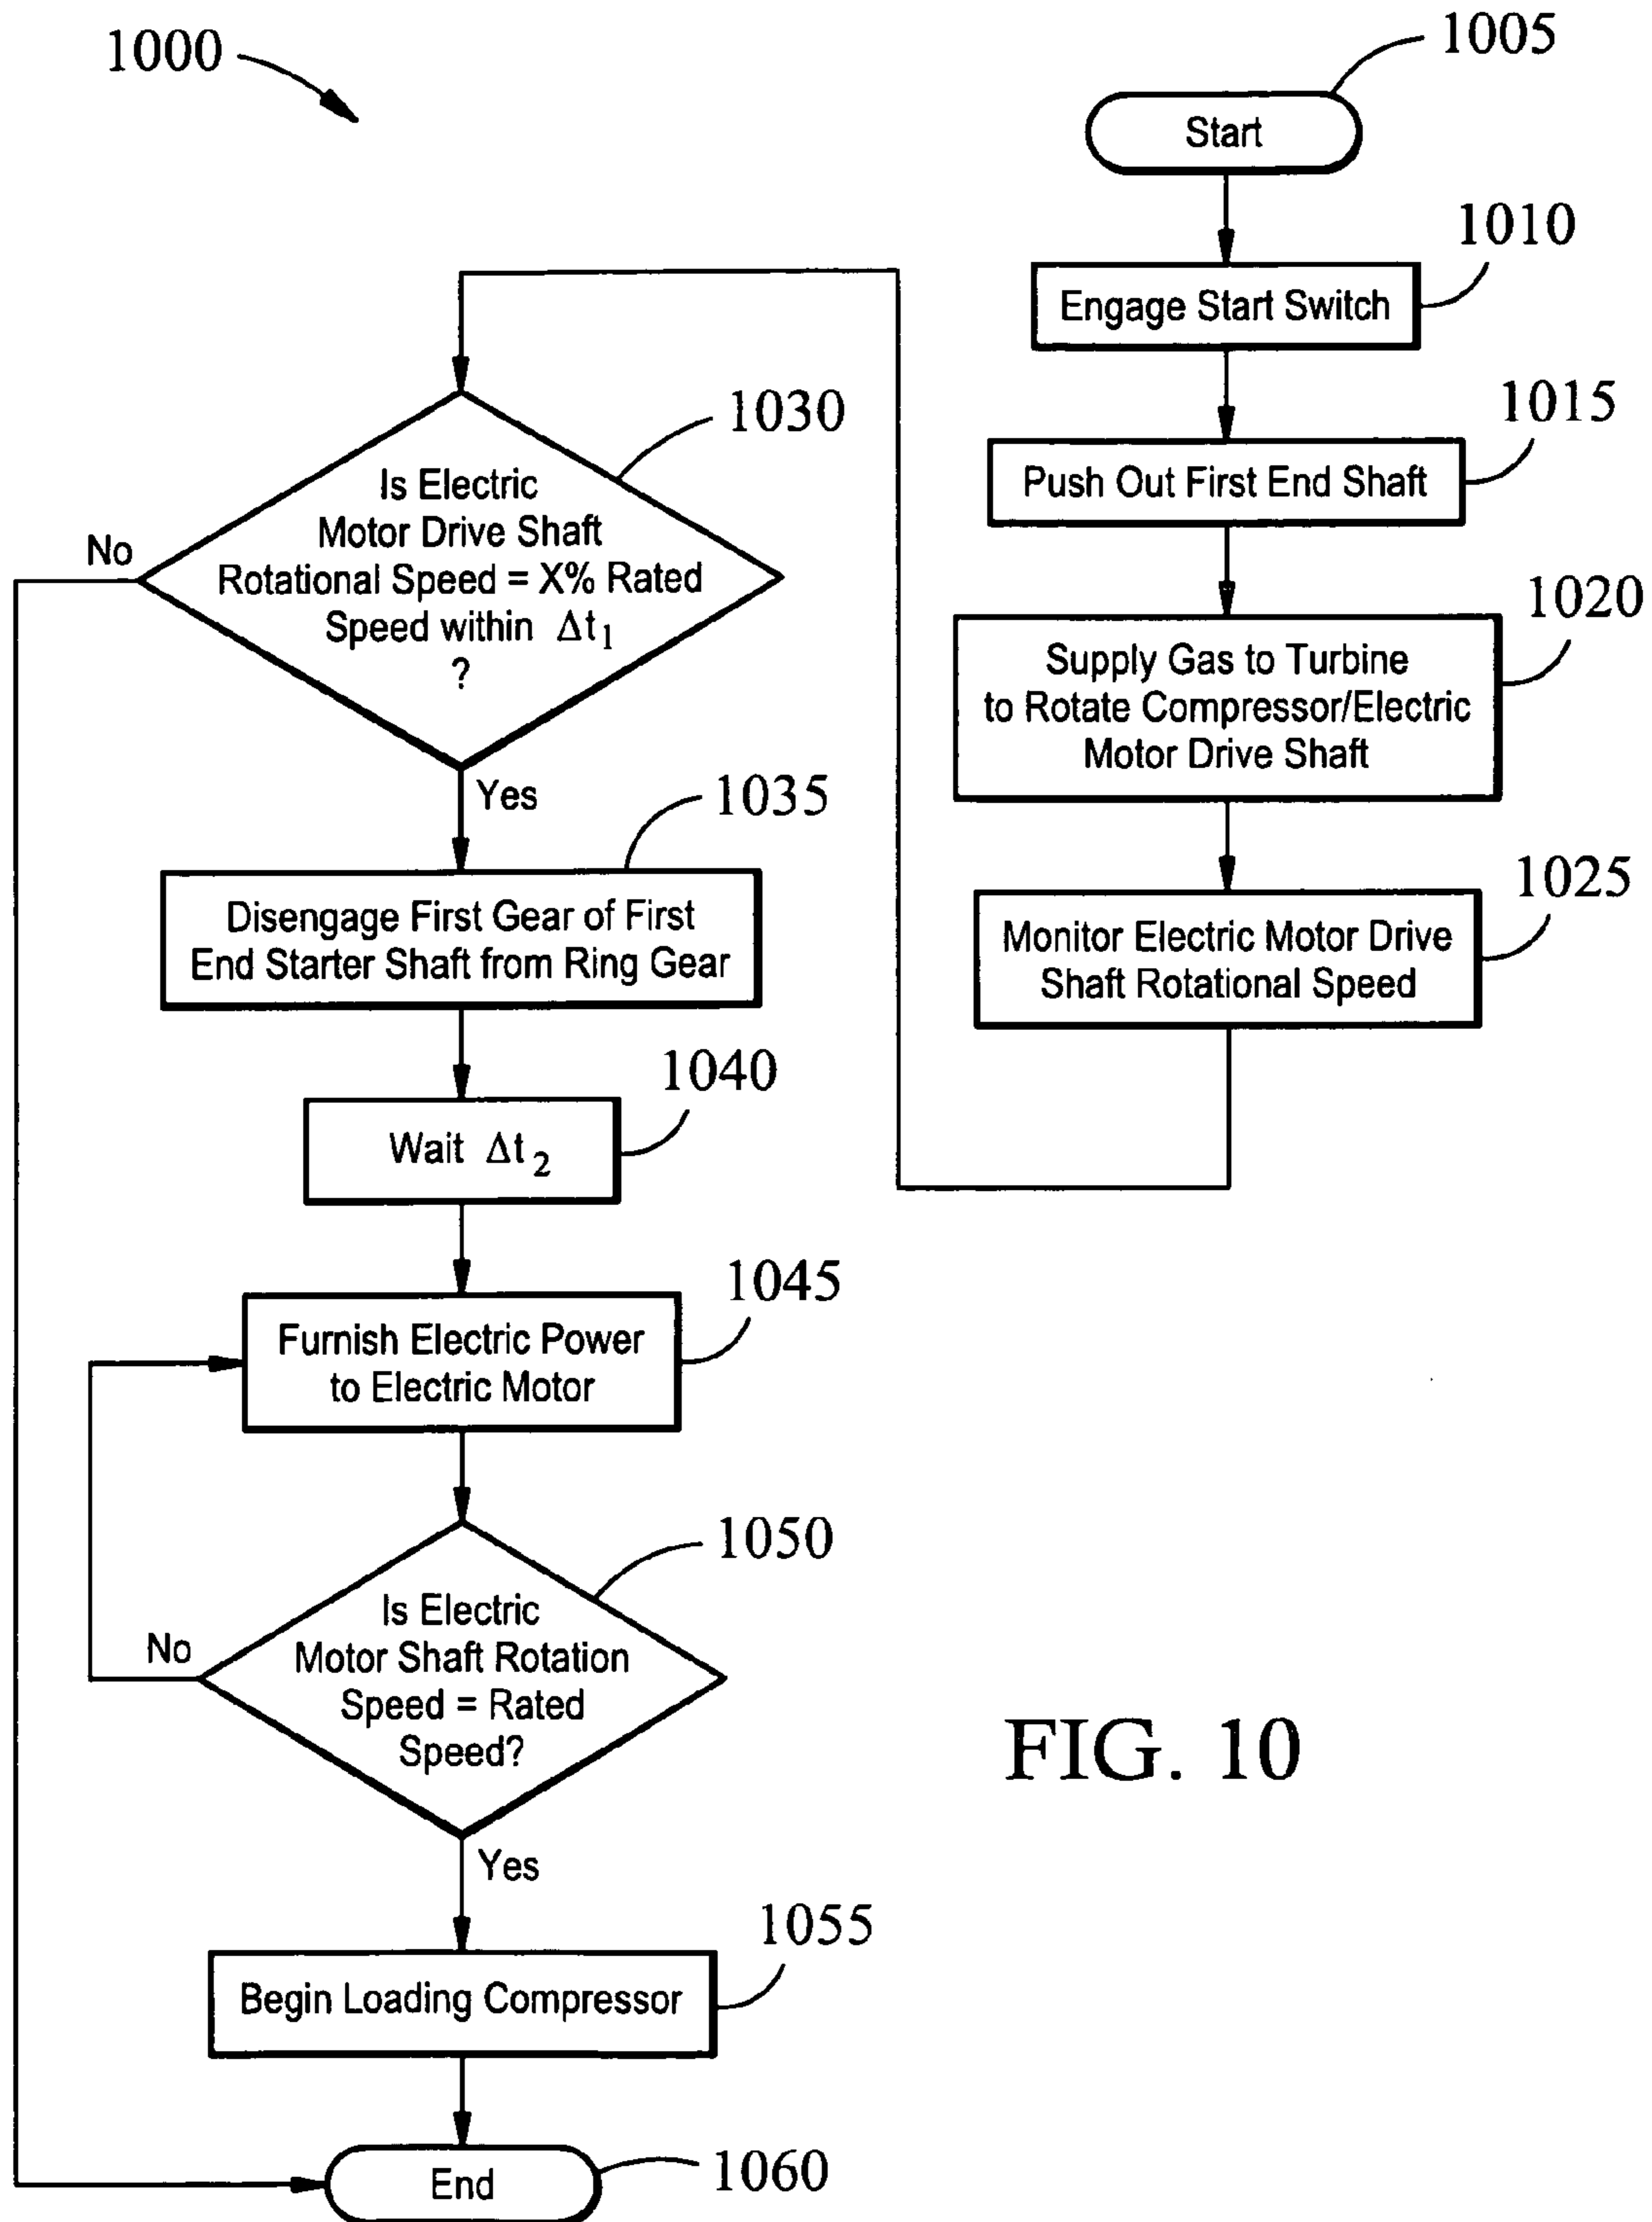 1000
1005
Start
1010
Engage Start Switch
1015
Push Out First End Shaft
1020
Supply Gas to Turbine
to Rotate Compressor/Electric
Motor Drive Shaft
1025
Monitor Electric Motor Drive
Shaft Rotational Speed
1030
Is Electric
Motor Drive Shaft
Rotational Speed = X% Rated
Speed within Δt₁
?
No
Yes
1035
Disengage First Gear of First
End Starter Shaft from Ring Gear
1040
Wait Δt₂
1045
Furnish Electric Power
to Electric Motor
1050
Is Electric
Motor Shaft Rotation
Speed = Rated
Speed?
No
Yes
1055
Begin Loading Compressor
1060
End
FIG. 10